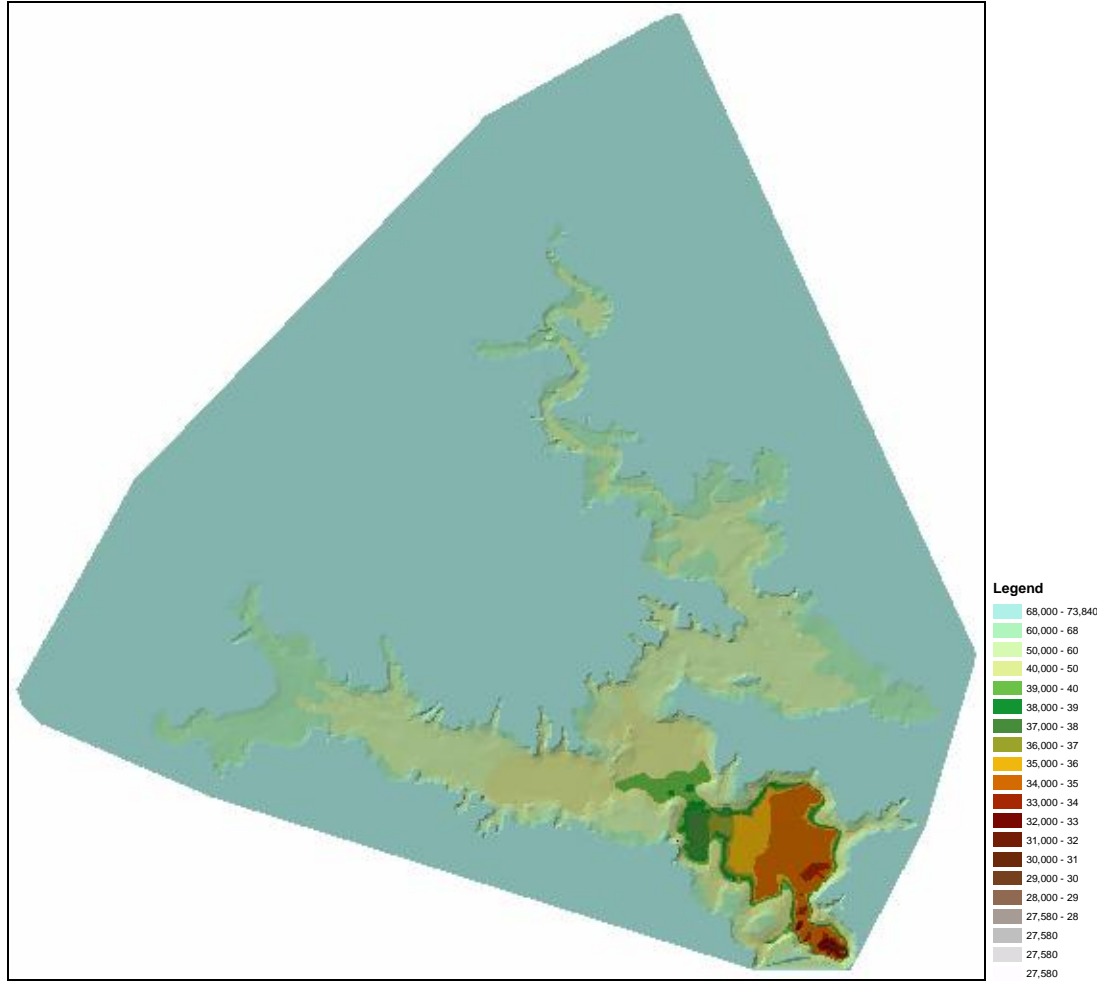 Legend
68,000 - 73,840
60,000 - 68
50,000 - 60
40,000 - 50
39,000 - 40
38,000 - 39
37,000 - 38
36,000 - 37
35,000 - 36
34,000 - 35
33,000 - 34
32,000 - 33
31,000 - 32
30,000 - 31
29,000 - 30
28,000 - 29
27,580 - 28
27,580
27,580
27,580